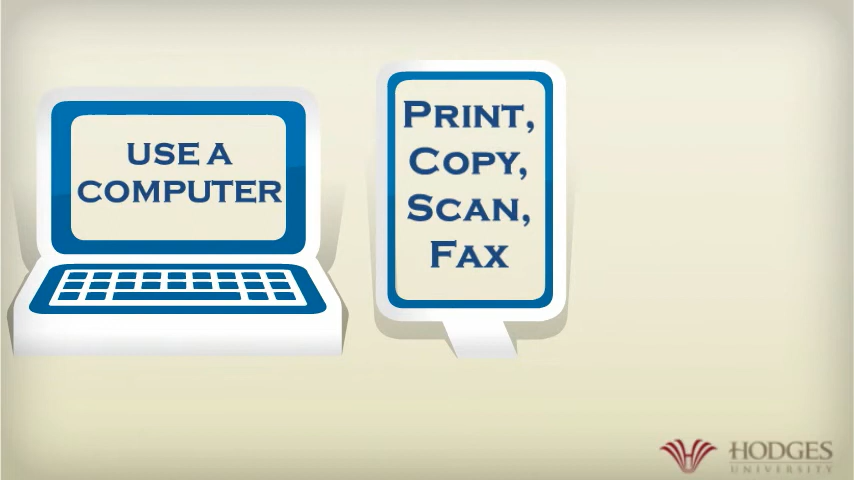 USE A
COMPUTER
PRINT,
COPY,
SCAN,
FAX
HODGES
UNIVERSITY